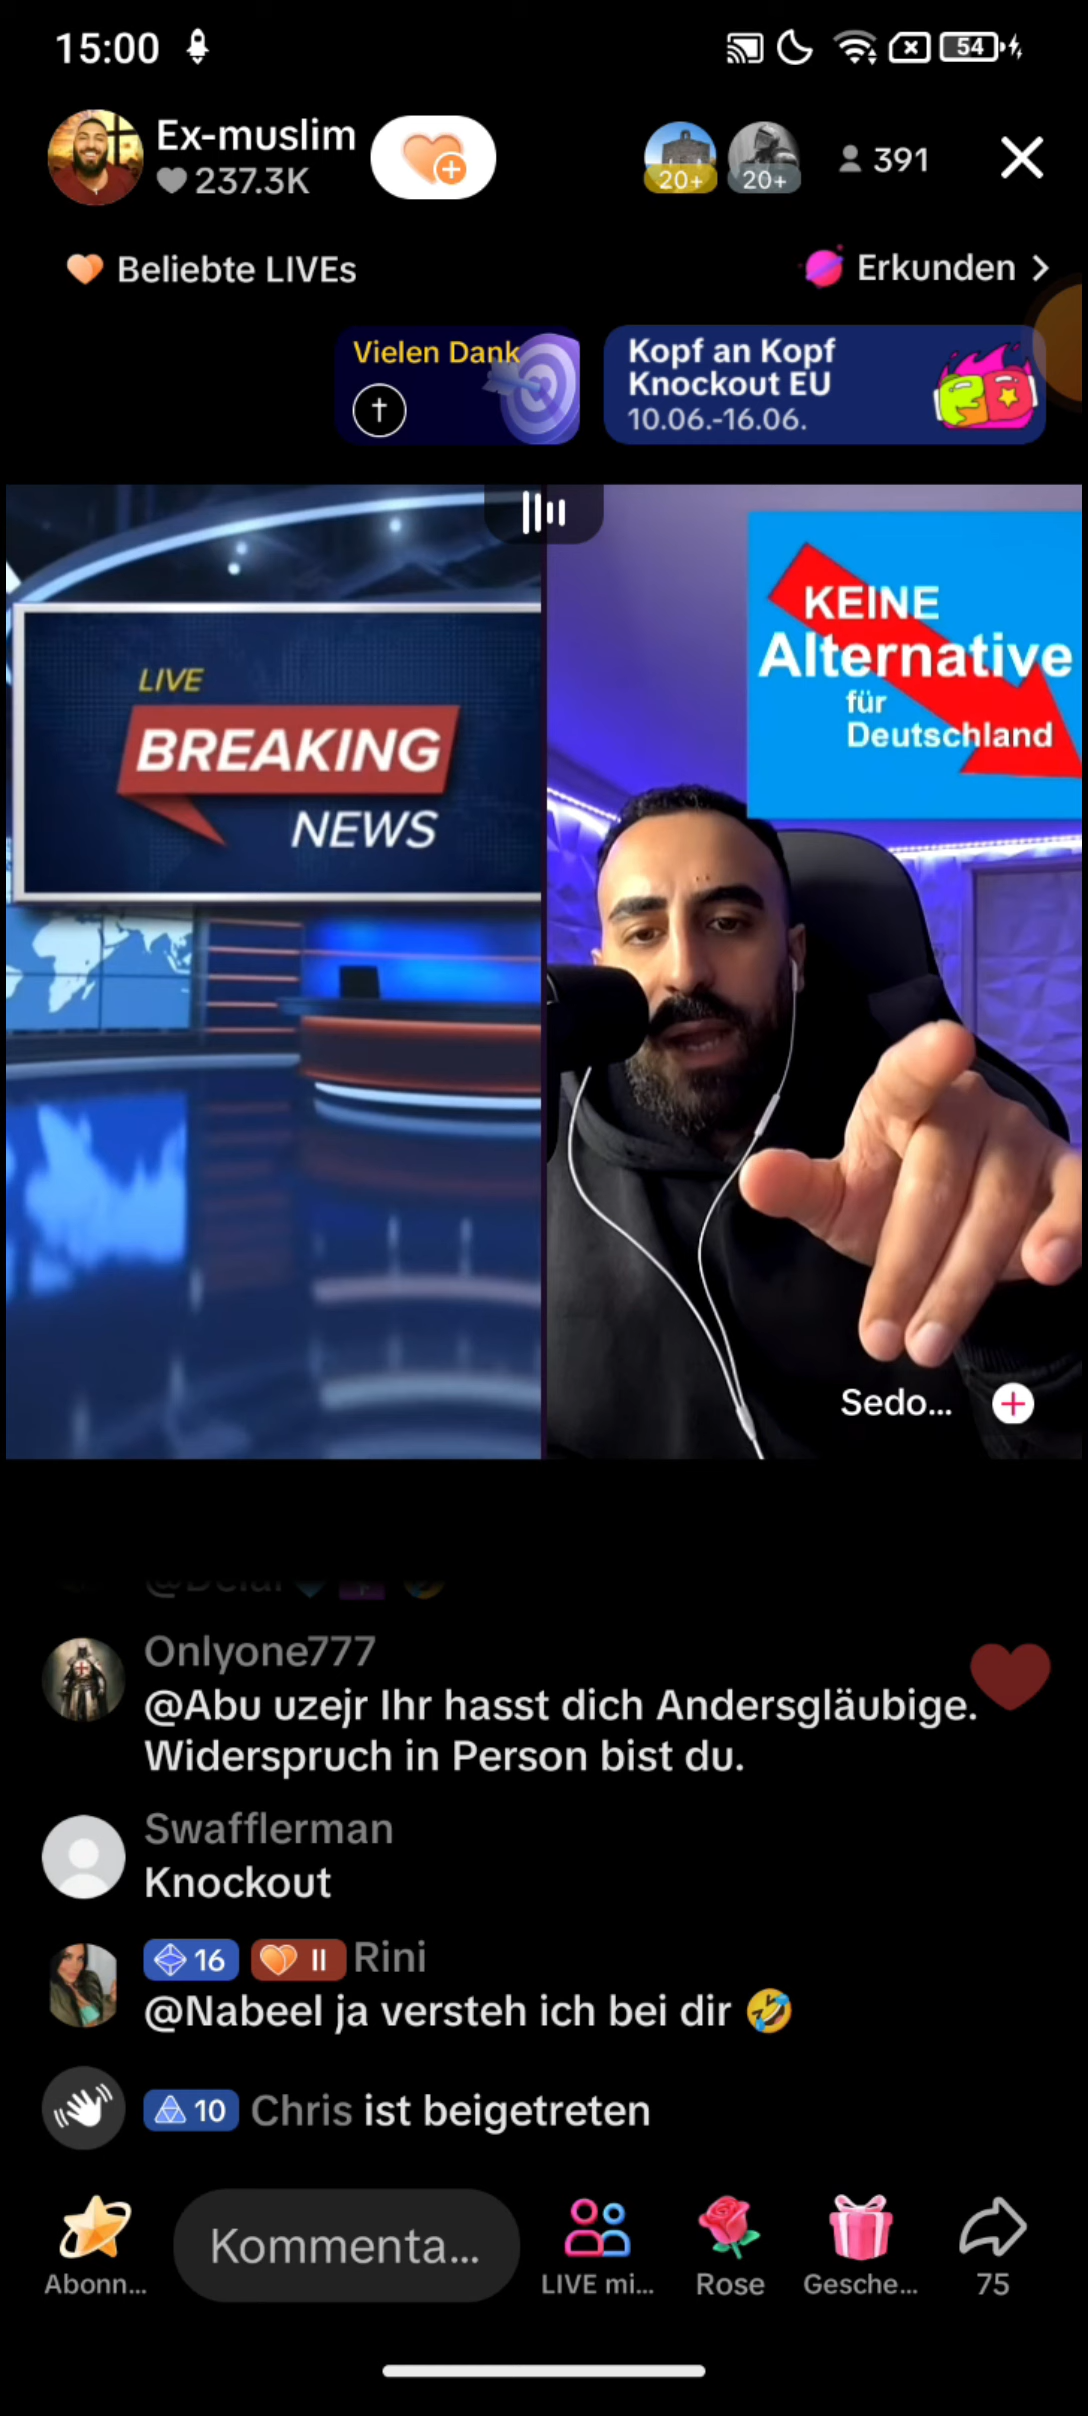 15:00
54
Ex-muslim
237.3K
20+
20+
391
Beliebte LIVEs
Erkunden
Vielen Dank
Kopf an Kopf
Knockout EU
10.06.-16.06.
LIVE
BREAKING
NEWS
KEINE
Alternative
für
Deutschland
Sedo...
Onlyone777
@Abu uzejr Ihr hasst dich Andersgläubige.
Widerspruch in Person bist du.
Swafflerman
Knockout
16 II Rini
@Nabeel ja versteh ich bei dir 🤣
10 Chris ist beigetreten
Kommenta...
Abonn...
LIVE mi...
Rose
Gesche...
75